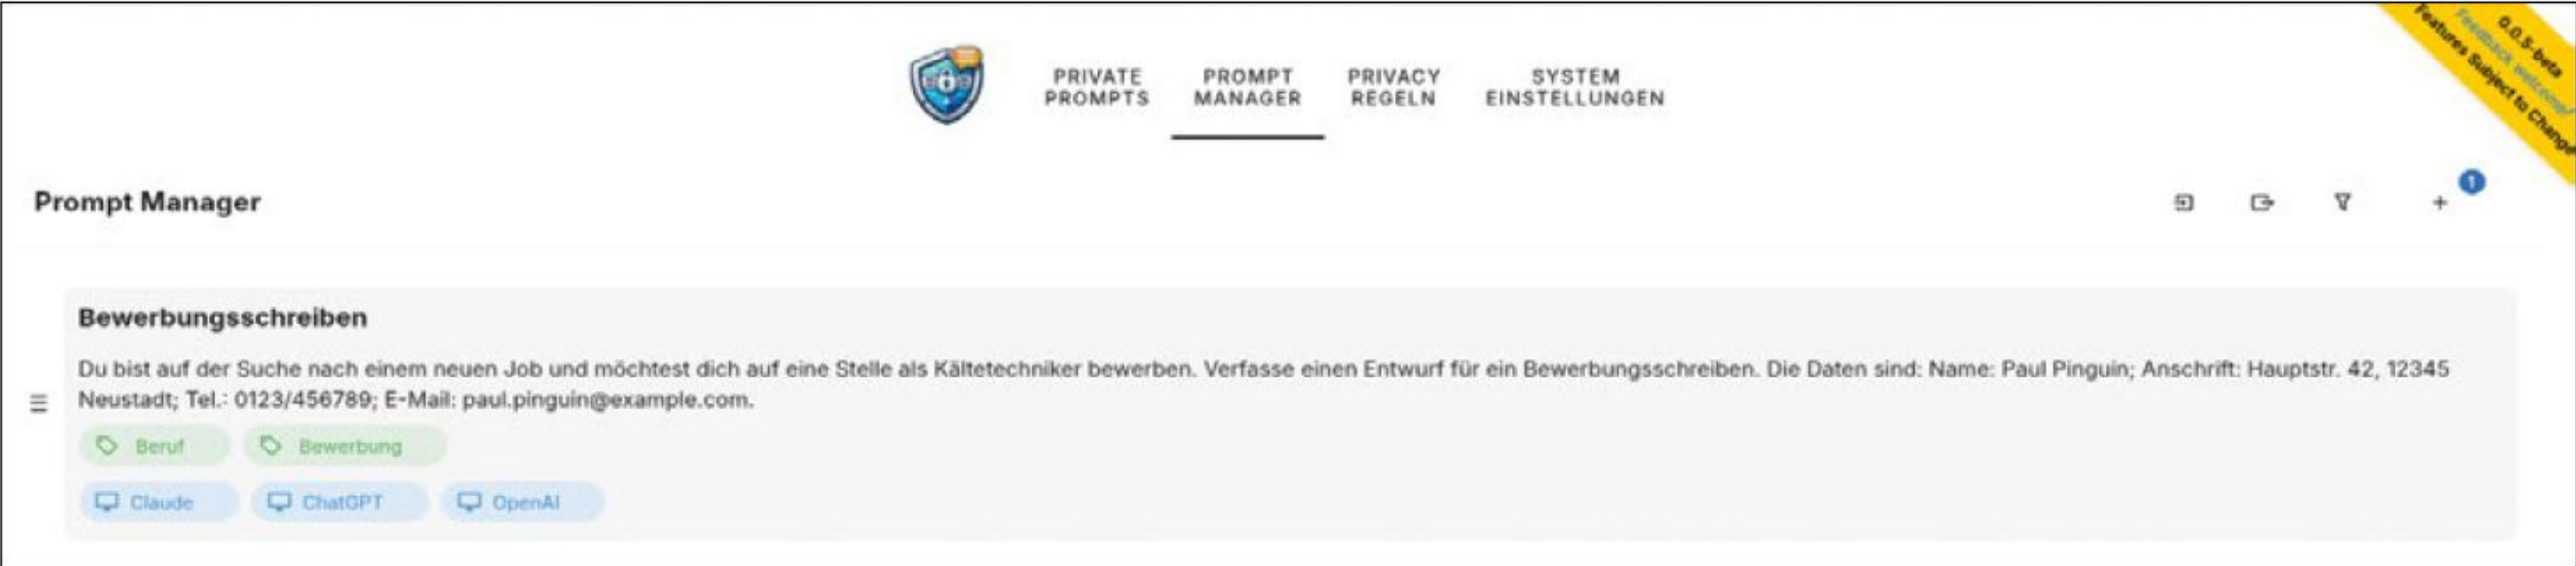 PRIVATE PROMPTS
PROMPT MANAGER
PRIVACY REGELN
SYSTEM EINSTELLUNGEN
0.0.5-beta
Feedback welcome!
Features Subject to Change
Prompt Manager
1
Bewerbungsschreiben
Du bist auf der Suche nach einem neuen Job und möchtest dich auf eine Stelle als Kältetechniker bewerben. Verfasse einen Entwurf für ein Bewerbungsschreiben. Die Daten sind: Name: Paul Pinguin; Anschrift: Hauptstr. 42, 12345
Neustadt; Tel.: 0123/456789; E-Mail: paul.pinguin@example.com.
Beruf
Bewerbung
Claude
ChatGPT
OpenAI